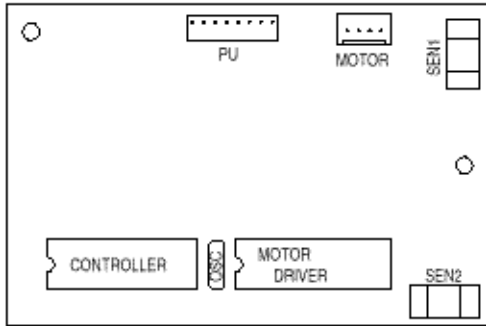 PU
MOTOR
SEN1
CONTROLLER
OSC
MOTOR
DRIVER
SEN2